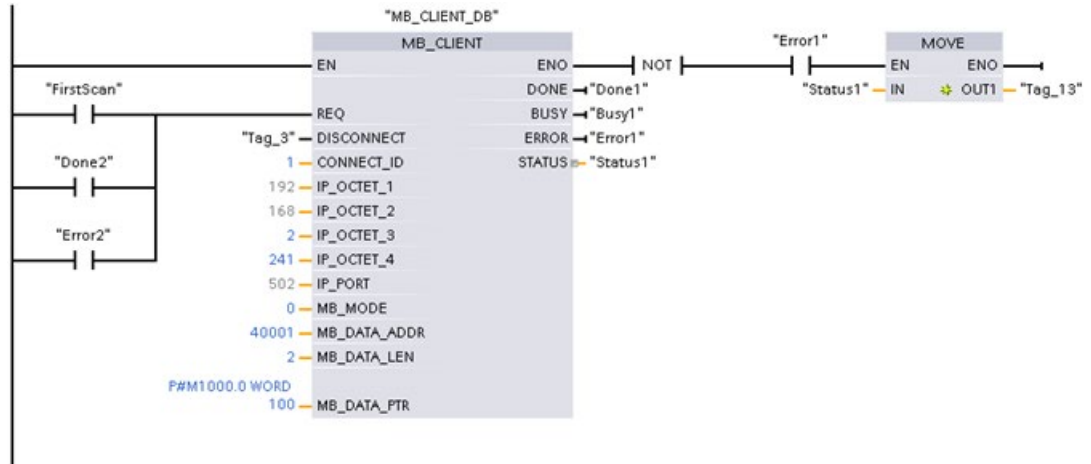 "MB_CLIENT_DB"
MB_CLIENT
EN ENO NOT "Error1" MOVE
EN ENO
"Status1" IN OUT1 "Tag_13"
DONE "Done1"
"FirstScan" REQ BUSY "Busy1"
"Tag_3" DISCONNECT ERROR "Error1"
"Done2" 1 CONNECT_ID STATUS "Status1"
192 IP_OCTET_1
168 IP_OCTET_2
"Error2" 2 IP_OCTET_3
241 IP_OCTET_4
502 IP_PORT
0 MB_MODE
40001 MB_DATA_ADDR
2 MB_DATA_LEN
P#M1000.0 WORD
100 MB_DATA_PTR